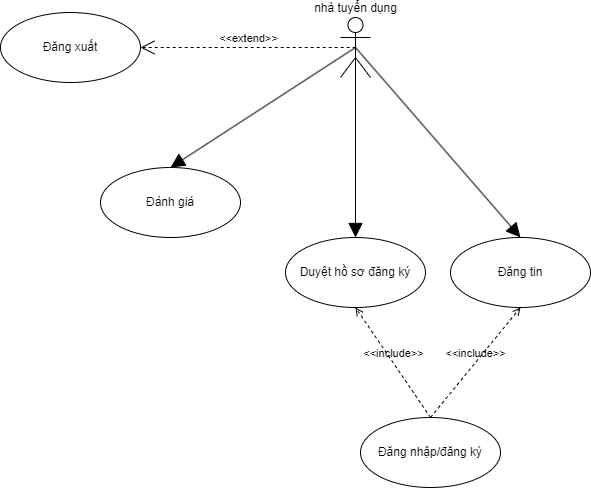 nhà tuyển dụng
Đăng xuất
<<extend>>
Đánh giá
Duyệt hồ sơ đăng ký
Đăng tin
<<include>>
<<include>>
Đăng nhập/đăng ký